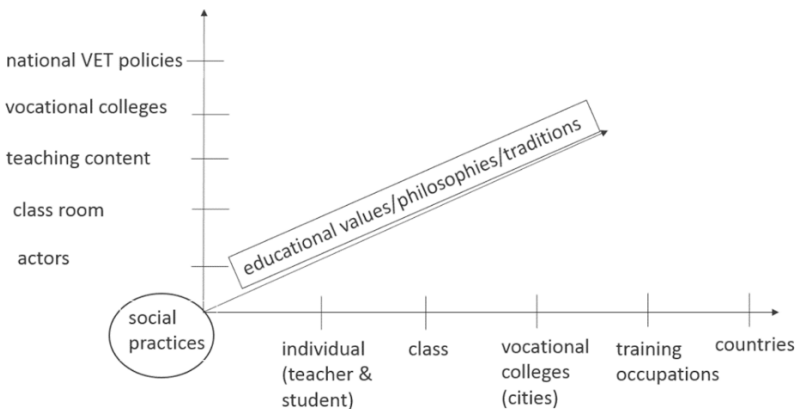 national VET policies
vocational colleges
teaching content
class room
actors
educational values/philosophies/traditions
social
practices
individual
(teacher &
student)
class
vocational
colleges
(cities)
training
occupations
countries